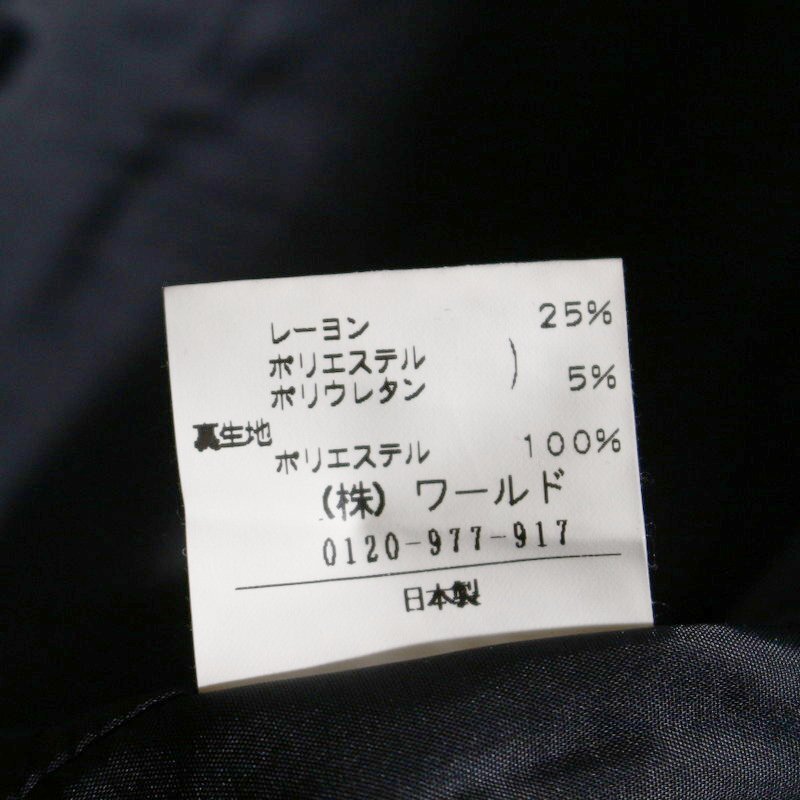 レーヨン 25%
ポリエステル )
ポリウレタン 5%
裏生地
ポリエステル 100%
(株) ワールド
0120-977-917
日本製